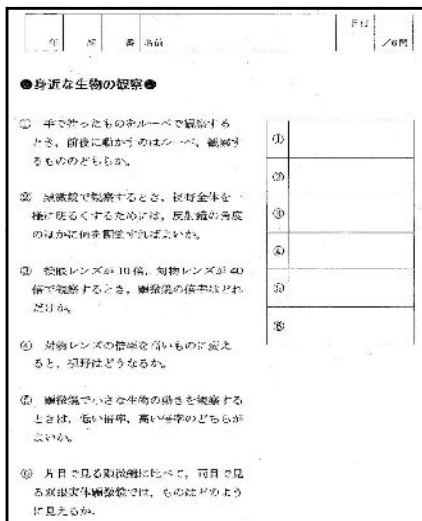 日付
年 組 番 名前 /6問
●身近な生物の観察●
① 手で持ったものをルーペで観察する
とき，前後に動かすのはルーペ，観察す
るもののどちらか。
② 顕微鏡で観察するとき，視野全体を一
様に明るくするためには，反射鏡の角度
のほかに何を調節すればよいか。
③ 接眼レンズが10倍，対物レンズが40
倍で観察するとき，顕微鏡の倍率はどれ
だけか。
④ 対物レンズの倍率を高いものに変え
ると，視野はどうなるか。
⑤ 顕微鏡で小さな生物の動きを観察する
ときは，低い倍率，高い倍率のどちらが
よいか。
⑥ 片目で見る顕微鏡に比べて，両目で見
る双眼実体顕微鏡では，ものはどのよう
に見えるか。
①
②
③
④
⑤
⑥